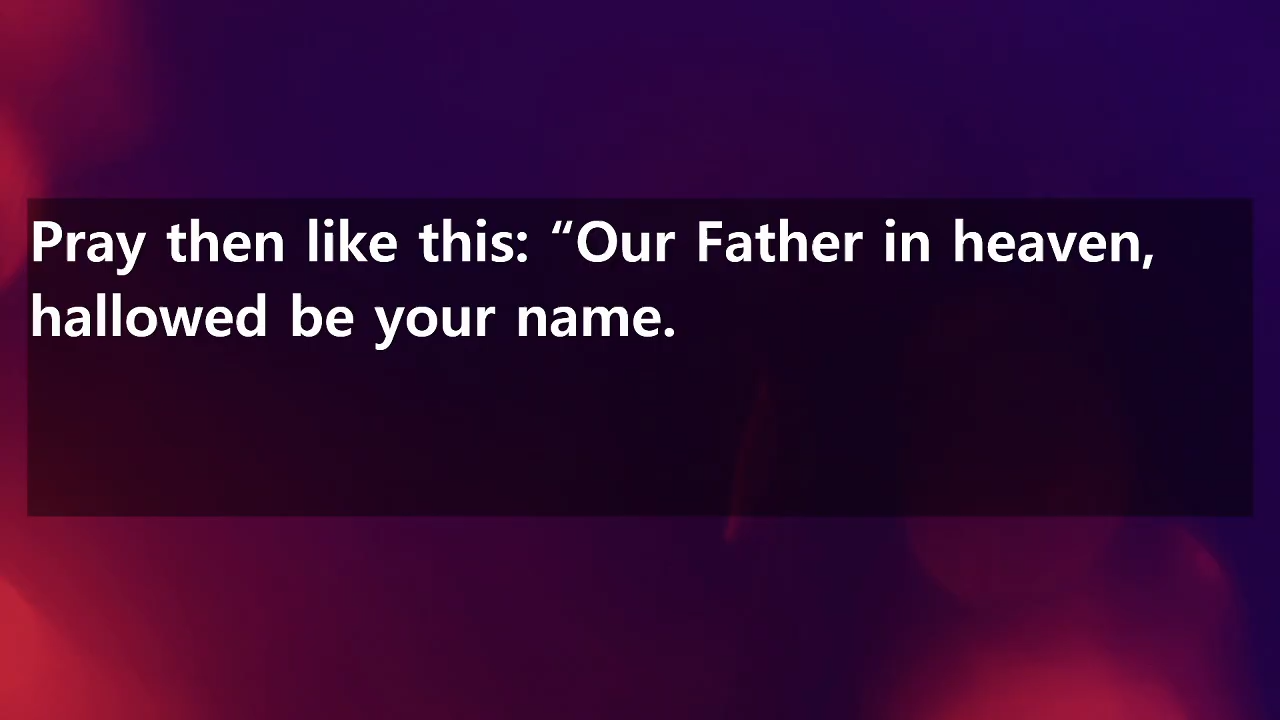 Pray then like this: “Our Father in heaven,
hallowed be your name.